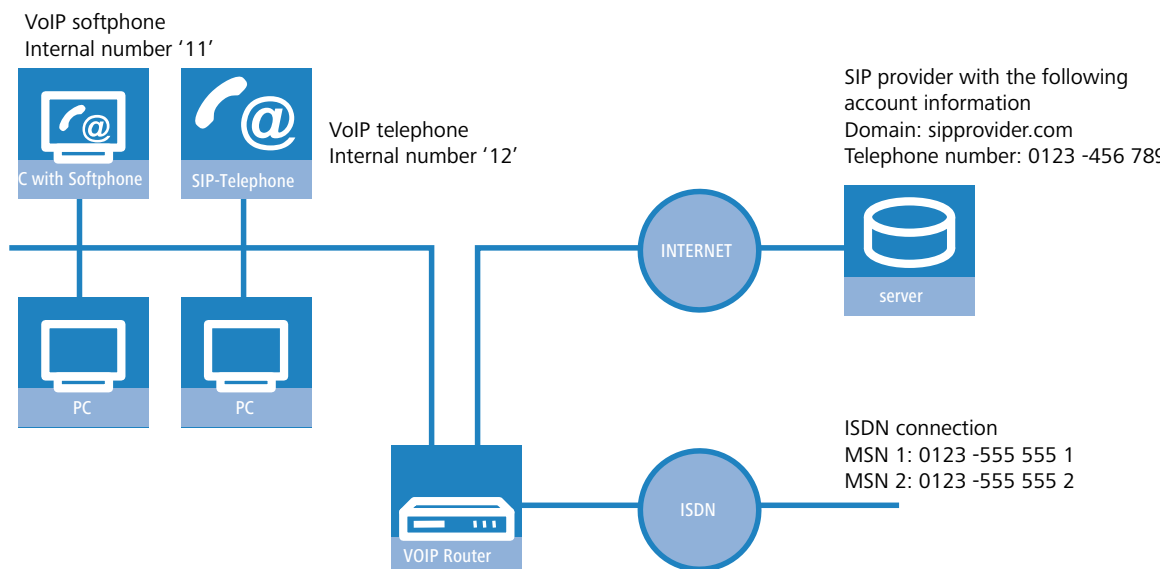 VoIP softphone
Internal number ‘11’
C with Softphone
SIP-Telephone
VoIP telephone
Internal number ‘12’
SIP provider with the following
account information
Domain: sipprovider.com
Telephone number: 0123 -456 789
INTERNET
server
PC
PC
ISDN connection
MSN 1: 0123 -555 555 1
MSN 2: 0123 -555 555 2
ISDN
VOIP Router